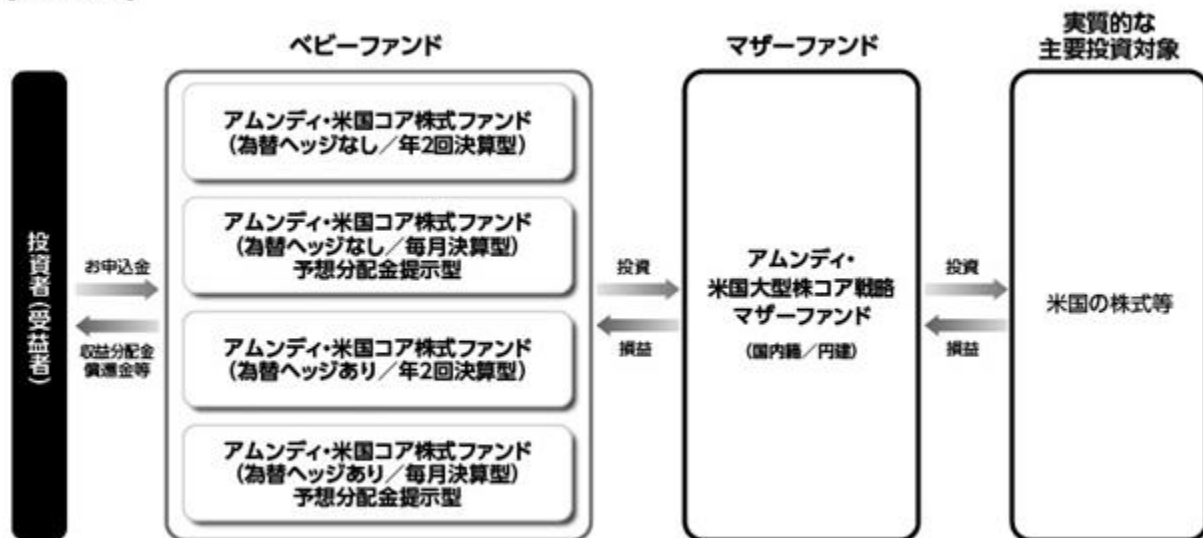 ベビーファンド
マザーファンド
実質的な
主要投資対象
投資者(受益者)
お申込金
収益分配金
償還金等
アムンディ・米国コア株式ファンド
(為替ヘッジなし/年2回決算型)
アムンディ・米国コア株式ファンド
(為替ヘッジなし/毎月決算型)
予想分配金提示型
アムンディ・米国コア株式ファンド
(為替ヘッジあり/年2回決算型)
アムンディ・米国コア株式ファンド
(為替ヘッジあり/毎月決算型)
予想分配金提示型
投資
損益
アムンディ・
米国大型株コア戦略
マザーファンド
(国内籍/円建)
投資
損益
米国の株式等